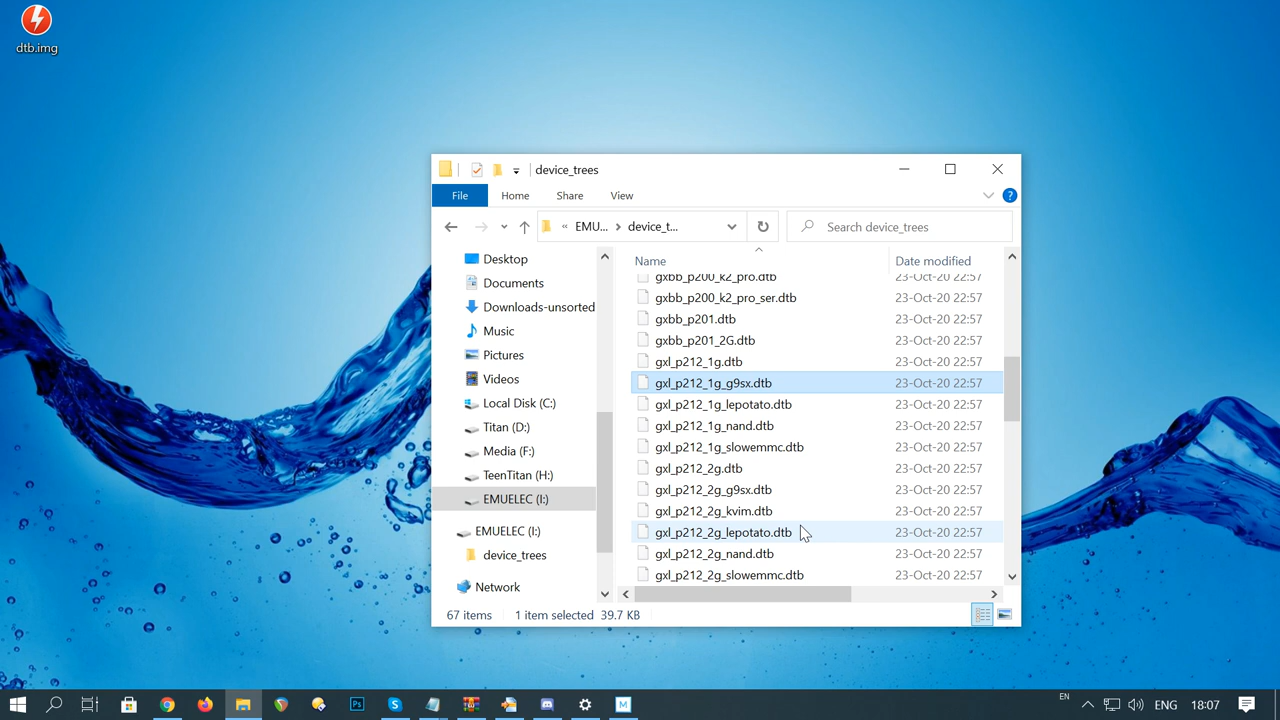 dtb.img
device_trees
File
Home
Share
View
?
« EMU... > device_t...
Search device_trees
Desktop
Documents
Downloads-unsorted
Music
Pictures
Videos
Local Disk (C:)
Titan (D:)
Media (F:)
TeenTitan (H:)
EMUELEC (I:)
EMUELEC (I:)
device_trees
Network
Name
Date modified
gxbb_p200_k2_pro.dtb 23-Oct-20 22:57
gxbb_p200_k2_pro_ser.dtb 23-Oct-20 22:57
gxbb_p201.dtb 23-Oct-20 22:57
gxbb_p201_2G.dtb 23-Oct-20 22:57
gxl_p212_1g.dtb 23-Oct-20 22:57
gxl_p212_1g_g9sx.dtb 23-Oct-20 22:57
gxl_p212_1g_lepotato.dtb 23-Oct-20 22:57
gxl_p212_1g_nand.dtb 23-Oct-20 22:57
gxl_p212_1g_slowemmc.dtb 23-Oct-20 22:57
gxl_p212_2g.dtb 23-Oct-20 22:57
gxl_p212_2g_g9sx.dtb 23-Oct-20 22:57
gxl_p212_2g_kvim.dtb 23-Oct-20 22:57
gxl_p212_2g_lepotato.dtb 23-Oct-20 22:57
gxl_p212_2g_nand.dtb 23-Oct-20 22:57
gxl_p212_2g_slowemmc.dtb 23-Oct-20 22:57
67 items
1 item selected 39.7 KB
Ps
S
M
EN
ENG
18:07